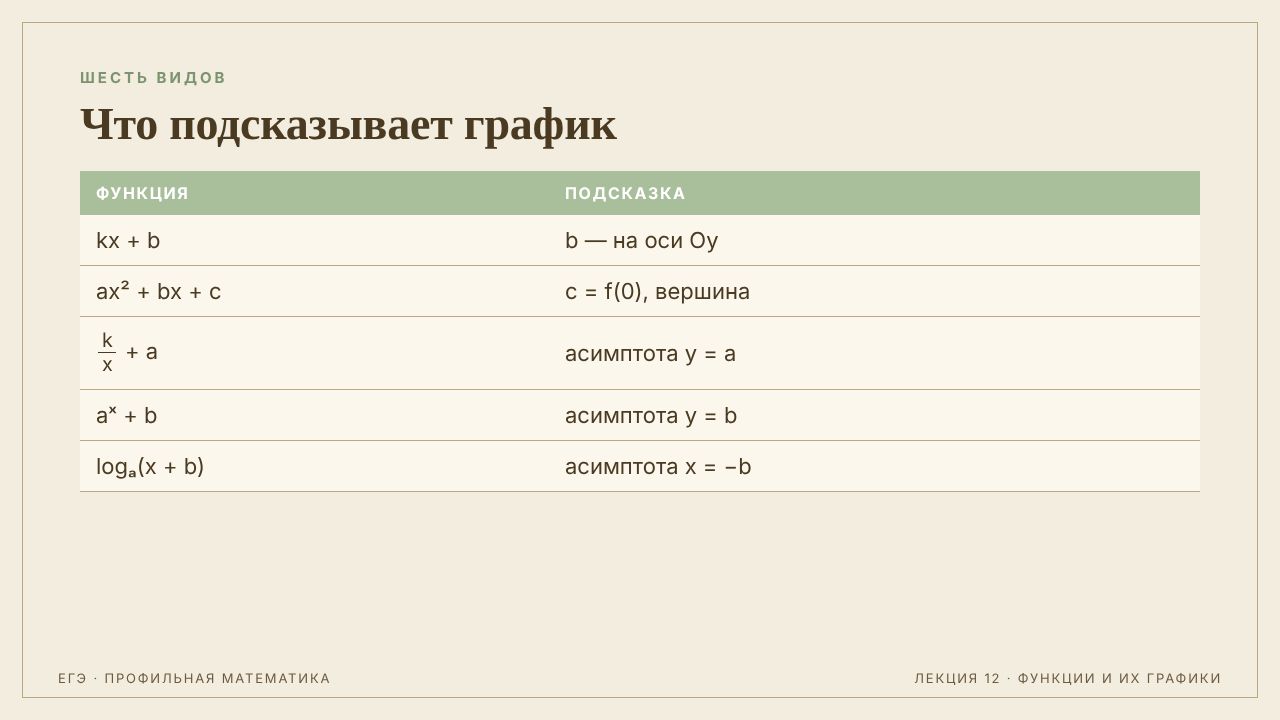 ШЕСТЬ ВИДОВ
Что подсказывает график
ФУНКЦИЯ ПОДСКАЗКА
kx + b b — на оси Oy
ax² + bx + c c = f(0), вершина
k/x + a асимптота y = a
aˣ + b асимптота y = b
logₐ(x + b) асимптота x = −b
ЕГЭ · ПРОФИЛЬНАЯ МАТЕМАТИКА ЛЕКЦИЯ 12 · ФУНКЦИИ И ИХ ГРАФИКИ